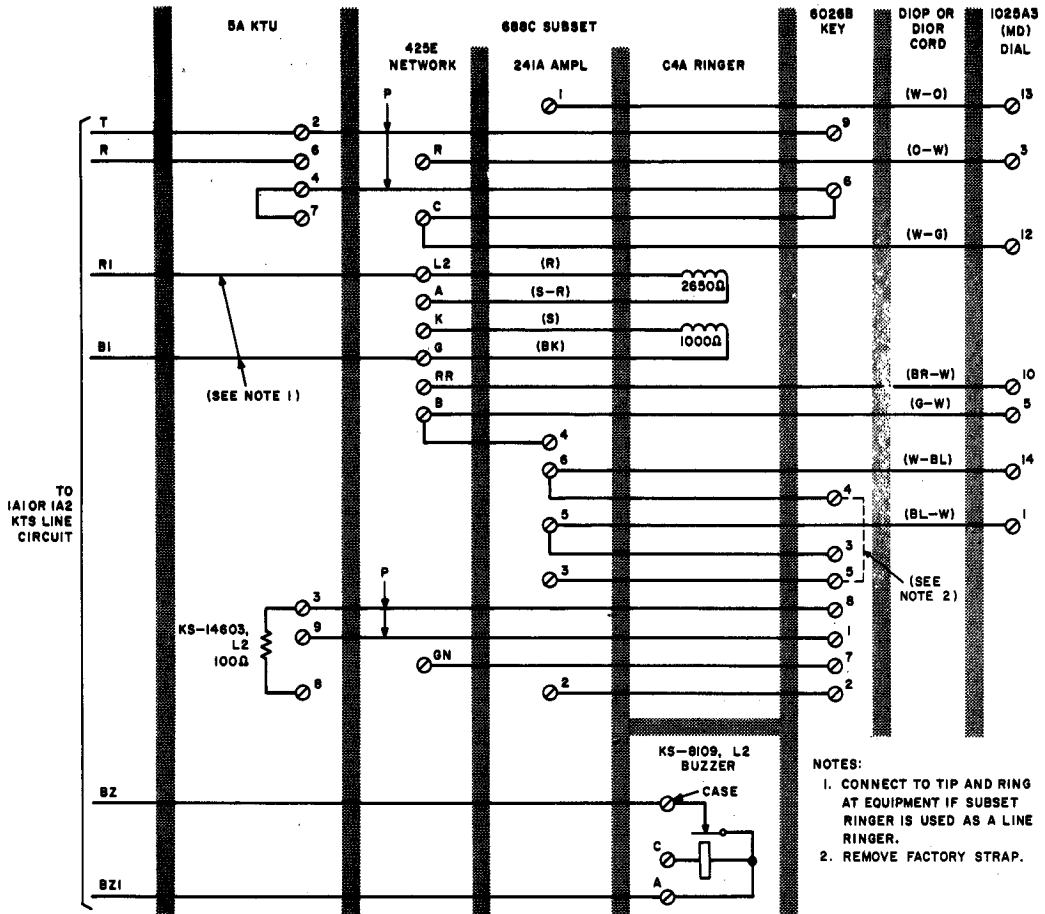 5A KTU
688C SUBSET
6026B
KEY
DIOP OR
DIOR
CORD
1025A3
(MD)
DIAL
425E
NETWORK
241A AMPL
C4A RINGER
P
1
(W-O)
13
T
2
9
R
6
R
(O-W)
3
4
6
7
C
(W-G)
12
R1
L2
(R)
2650Ω
A
(S-R)
K
(S)
1000Ω
B1
G
(BK)
(SEE NOTE 1)
RR
(BR-W)
10
B
(G-W)
5
4
6
(W-BL)
14
4
TO
1A1 OR 1A2
KTS LINE
CIRCUIT
5
(BL-W)
1
3
P
3
5
(SEE
NOTE 2)
3
8
KS-14603,
L2
100Ω
9
1
GN
7
8
2
2
KS-8109, L2
BUZZER
BZ
CASE
C
A
BZ1
NOTES:
1. CONNECT TO TIP AND RING
AT EQUIPMENT IF SUBSET
RINGER IS USED AS A LINE
RINGER.
2. REMOVE FACTORY STRAP.